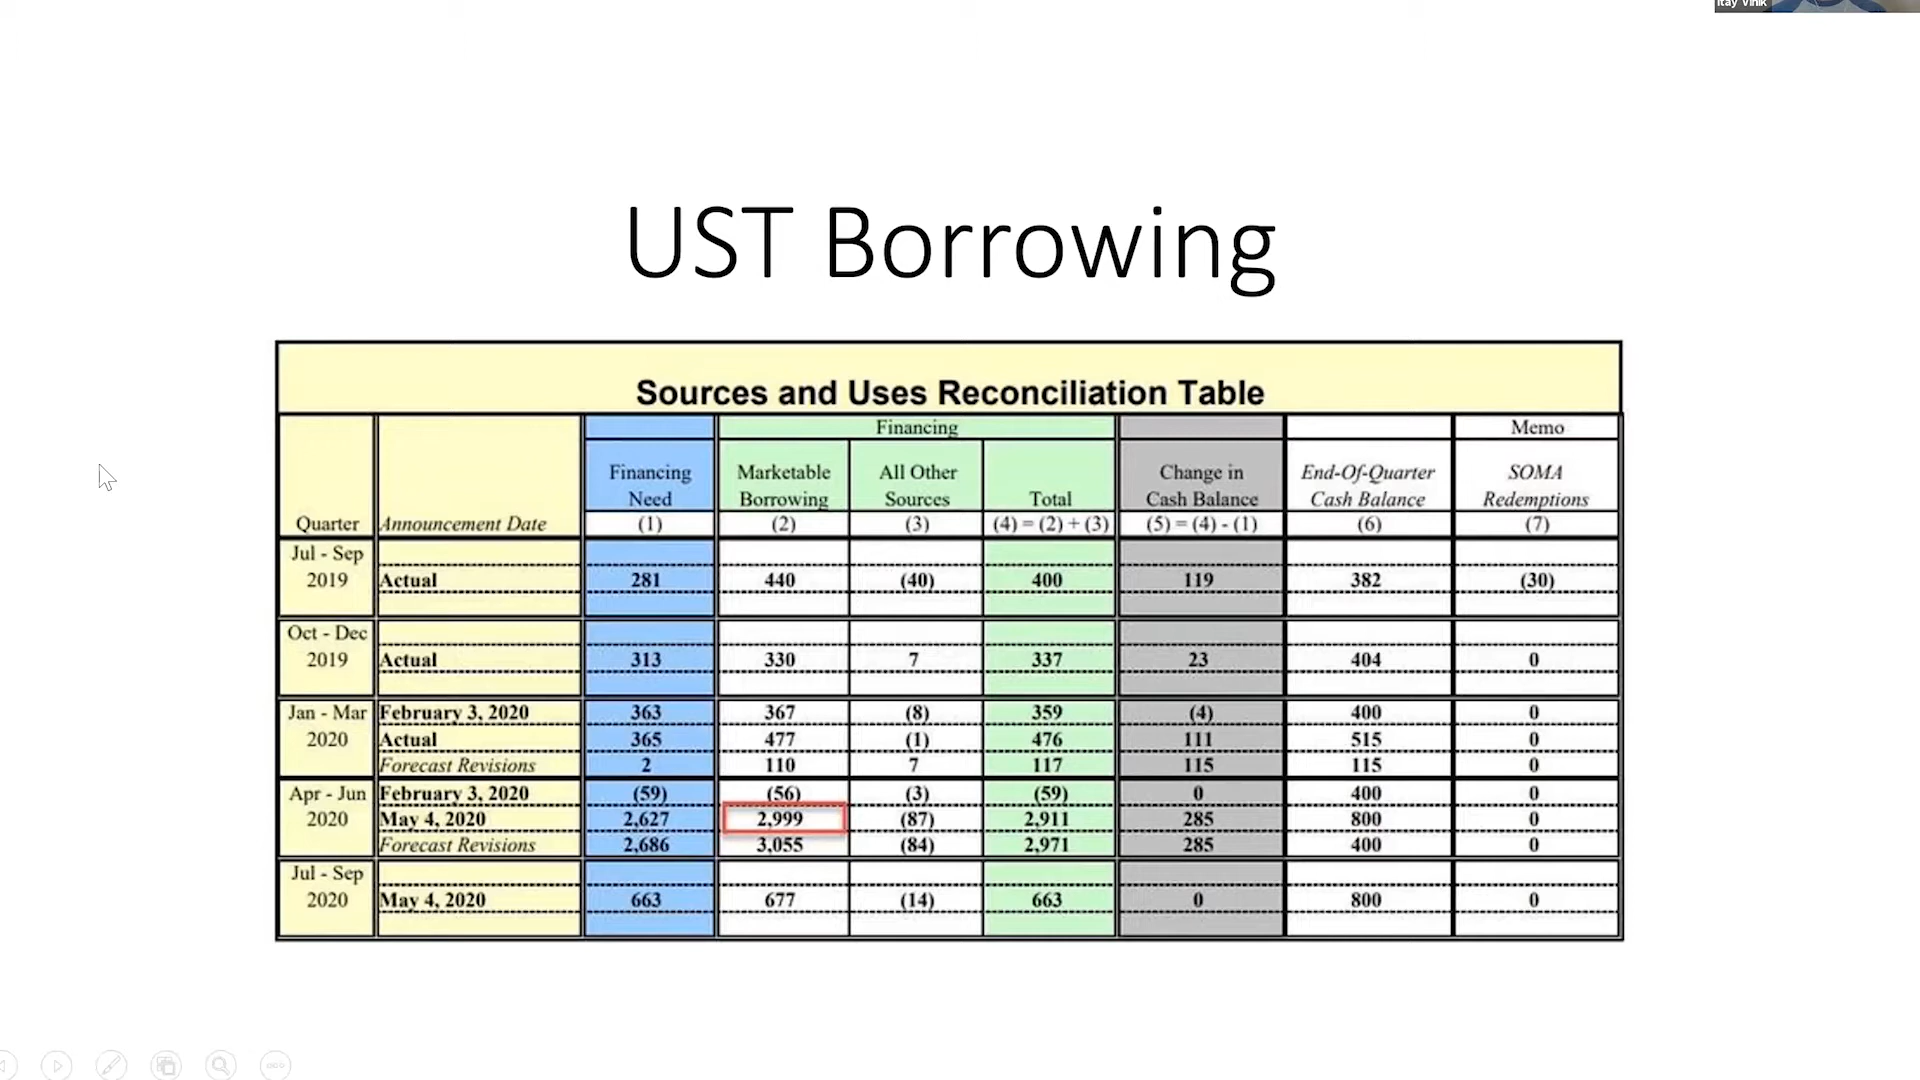 Itay Vinik
UST Borrowing
Sources and Uses Reconciliation Table
Financing Memo
Financing Need Marketable Borrowing All Other Sources Total Change in Cash Balance End-Of-Quarter Cash Balance SOMA Redemptions
Quarter Announcement Date (1) (2) (3) (4) = (2) + (3) (5) = (4) - (1) (6) (7)
Jul - Sep
2019 Actual 281 440 (40) 400 119 382 (30)
Oct - Dec
2019 Actual 313 330 7 337 23 404 0
Jan - Mar February 3, 2020 363 367 (8) 359 (4) 400 0
2020 Actual 365 477 (1) 476 111 515 0
Forecast Revisions 2 110 7 117 115 115 0
Apr - Jun February 3, 2020 (59) (56) (3) (59) 0 400 0
2020 May 4, 2020 2,627 2,999 (87) 2,911 285 800 0
Forecast Revisions 2,686 3,055 (84) 2,971 285 400 0
Jul - Sep
2020 May 4, 2020 663 677 (14) 663 0 800 0